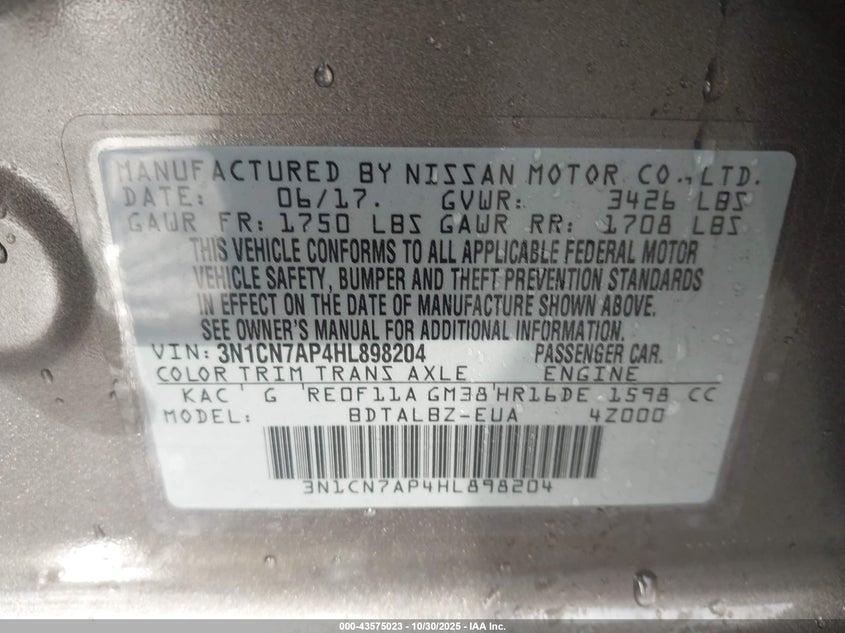 MANUFACTURED BY NISSAN MOTOR CO., LTD.
DATE: 06/17. GVWR: 3426 LBS
GAWR FR: 1750 LBS GAWR RR: 1708 LBS
THIS VEHICLE CONFORMS TO ALL APPLICABLE FEDERAL MOTOR
VEHICLE SAFETY, BUMPER AND THEFT PREVENTION STANDARDS
IN EFFECT ON THE DATE OF MANUFACTURE SHOWN ABOVE.
SEE OWNER'S MANUAL FOR ADDITIONAL INFORMATION.
VIN: 3N1CN7AP4HL898204 PASSENGER CAR.
COLOR TRIM TRANS AXLE ENGINE
KAC G RE0F11A GM38 HR16DE 1598 CC
MODEL: BDTALBZ-EUA 4Z000
3N1CN7AP4HL898204
000-43575023 - 10/30/2025 - IAA Inc.